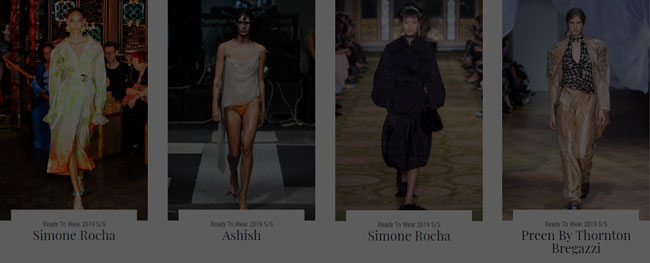 Ready To Wear 2019 S/S
Simone Rocha
Ready To Wear 2019 S/S
Ashish
Ready To Wear 2019 S/S
Simone Rocha
Ready To Wear 2019 S/S
Preen By Thornton
Bregazzi